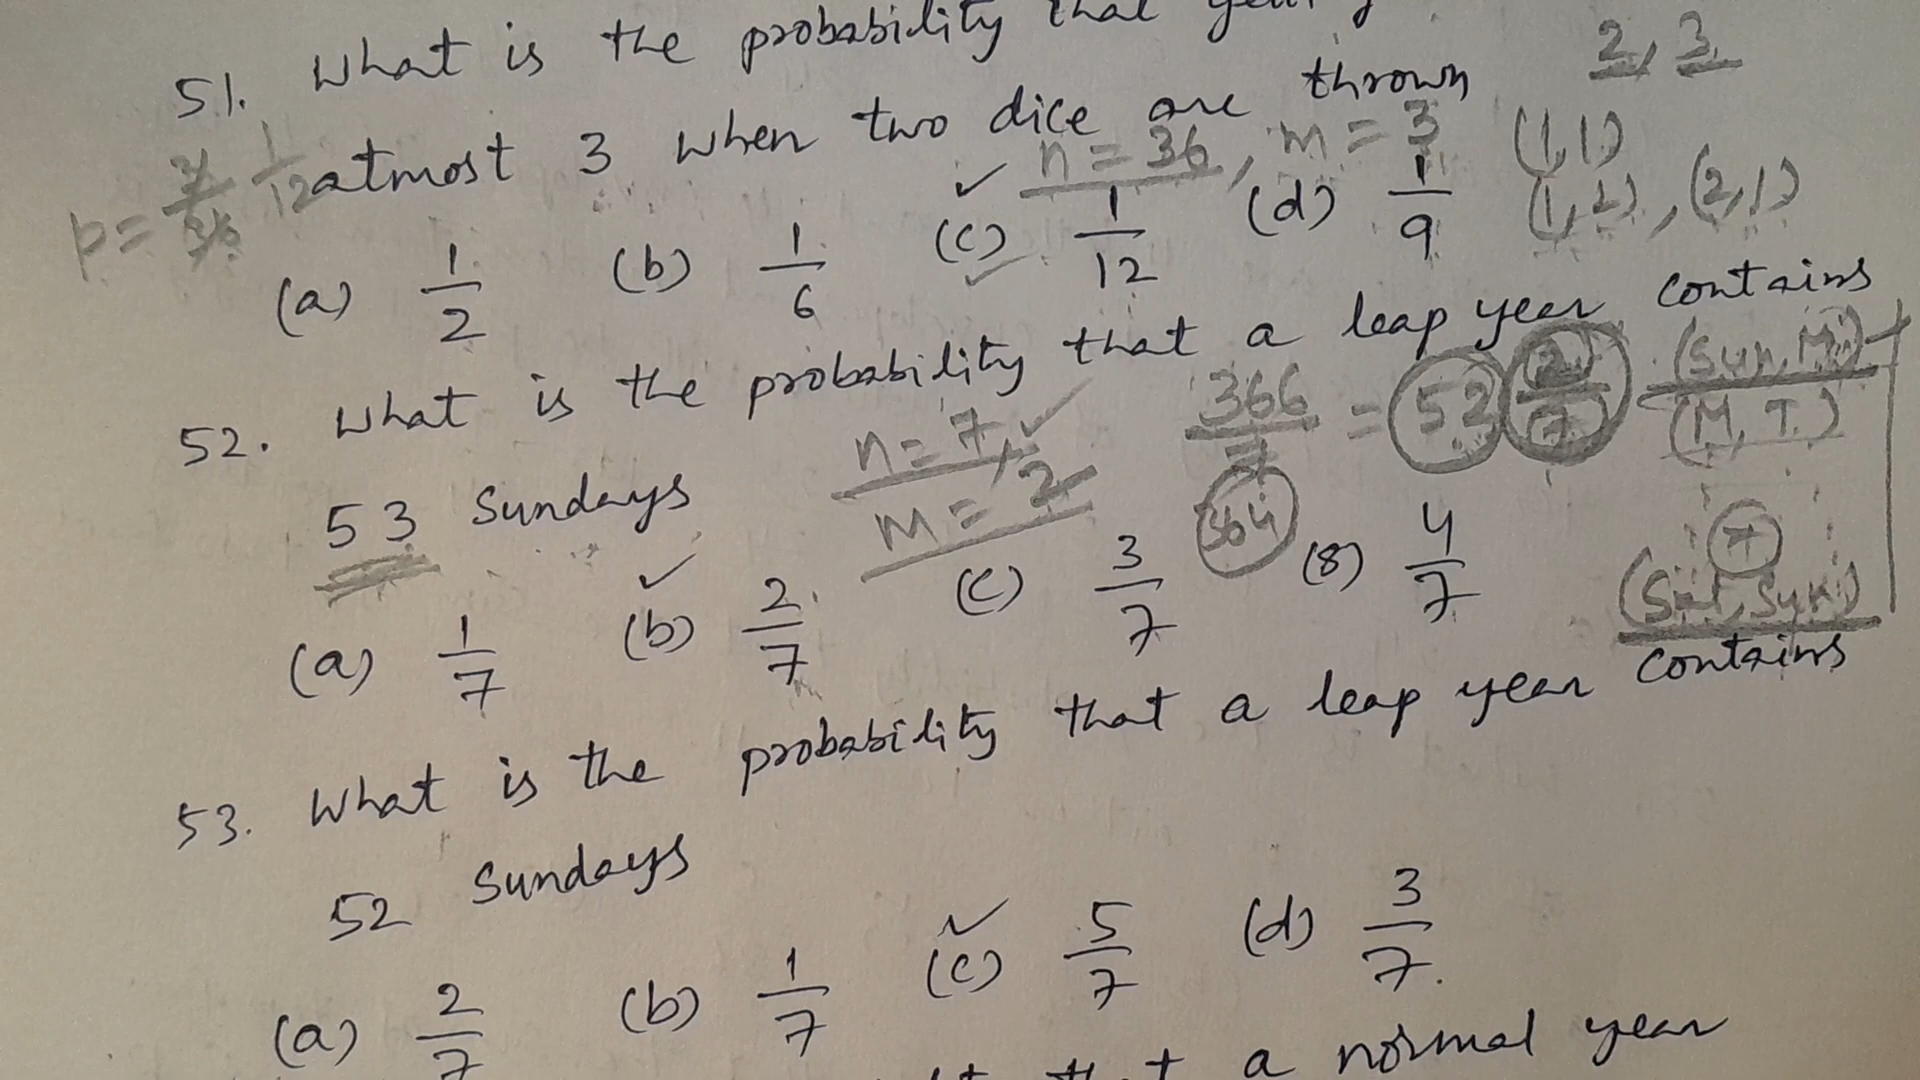 51. What is the probability that
atmost 3 when two dice are thrown
2, 3
n = 36, m = 3
(1,1)
(1,2), (2,1)
p = 3/36 1/12
(a) 1/2 (b) 1/6 (c) 1/12 (d) 1/9
52. What is the probability that a leap year contains
53 Sundays
n = 7,
m = 2
366/7 = 52 2/7
364
(Sun, M)
(M, T.)
7
(Sat, Sun)
(a) 1/7 (b) 2/7 (c) 3/7 (8) 4/7
53. What is the probability that a leap year contains
52 Sundays
(a) 2/7 (b) 1/7 (c) 5/7 (d) 3/7.
a normal year